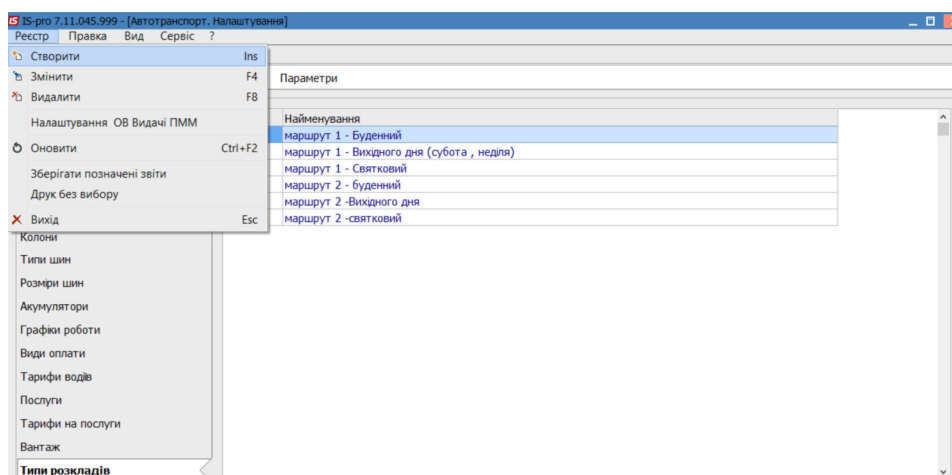 IS-pro 7.11.045.999 - [Автотранспорт. Налаштування]
Реєстр Правка Вид Сервіс ?
Створити Ins
Змінити F4
Видалити F8
Налаштування ОВ Видачі ПММ
Оновити Ctrl+F2
Зберігати позначені звіти
Друк без вибору
Вихід Esc
Параметри
Найменування
маршрут 1 - Буденний
маршрут 1 - Вихідного дня (субота , неділя)
маршрут 1 - Святковий
маршрут 2 - буденний
маршрут 2 -Вихідного дня
маршрут 2 -святковий
Колони
Типи шин
Розміри шин
Акумулятори
Графіки роботи
Види оплати
Тарифи водіїв
Послуги
Тарифи на послуги
Вантаж
Типи розкладів